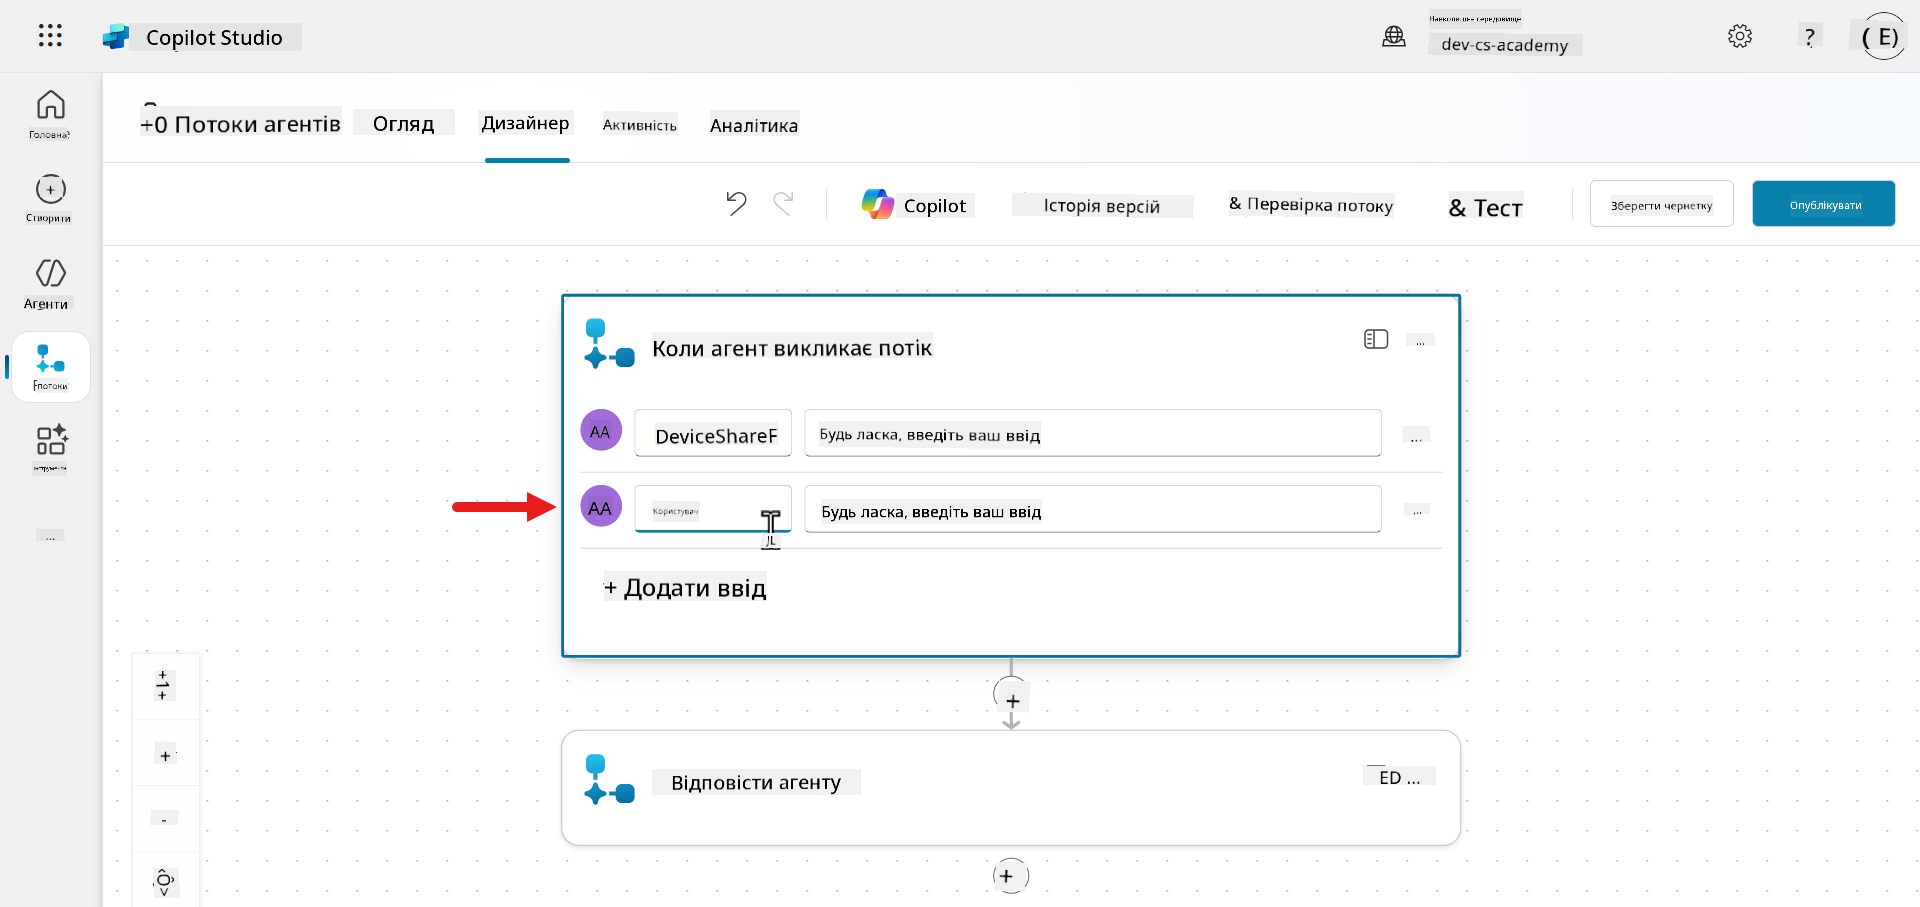 Copilot Studio
Навколишнє середовище
dev-cs-academy
?
( E)
Головна?
Створити
Агенти
Fпотоки
Інструменти
...
+0 Потоки агентів
Огляд
Дизайнер
Активність
Аналітика
Copilot
Історія версій
& Перевірка потоку
& Тест
Зберегти чернетку
Опублікувати
Коли агент викликає потік
...
AA
DeviceShareF
Будь ласка, введіть ваш ввід
...
AA
Користувач
Будь ласка, введіть ваш ввід
...
+ Додати ввід
+
Відповісти агенту
ED ...
+
+
-